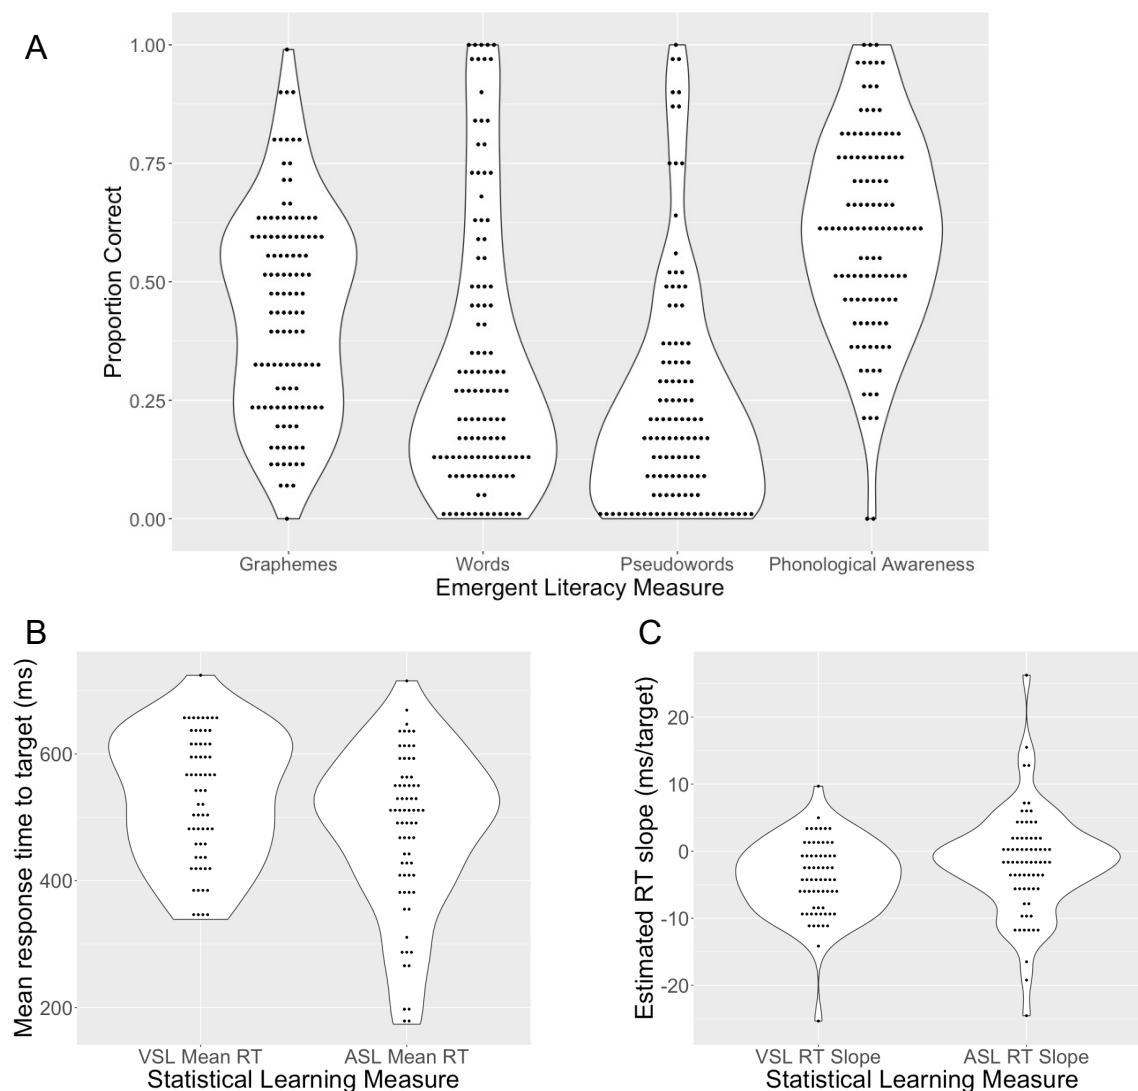 A
1.00
0.75
0.50
0.25
0.00
Proportion Correct
Graphemes Words Pseudowords Phonological Awareness
Emergent Literacy Measure
B
600
400
200
Mean response time to target (ms)
VSL Mean RT ASL Mean RT
Statistical Learning Measure
C
20
10
0
-10
-20
Estimated RT slope (ms/target)
VSL RT Slope ASL RT Slope
Statistical Learning Measure